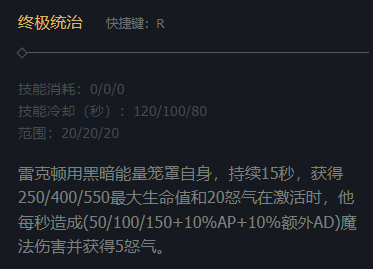 终极统治 快捷键：R
技能消耗：0/0/0
技能冷却（秒）：120/100/80
范围：20/20/20
雷克顿用黑暗能量笼罩自身，持续15秒，获得
250/400/550最大生命值和20怒气在激活时，他
每秒造成(50/100/150+10%AP+10%额外AD)魔
法伤害并获得5怒气。